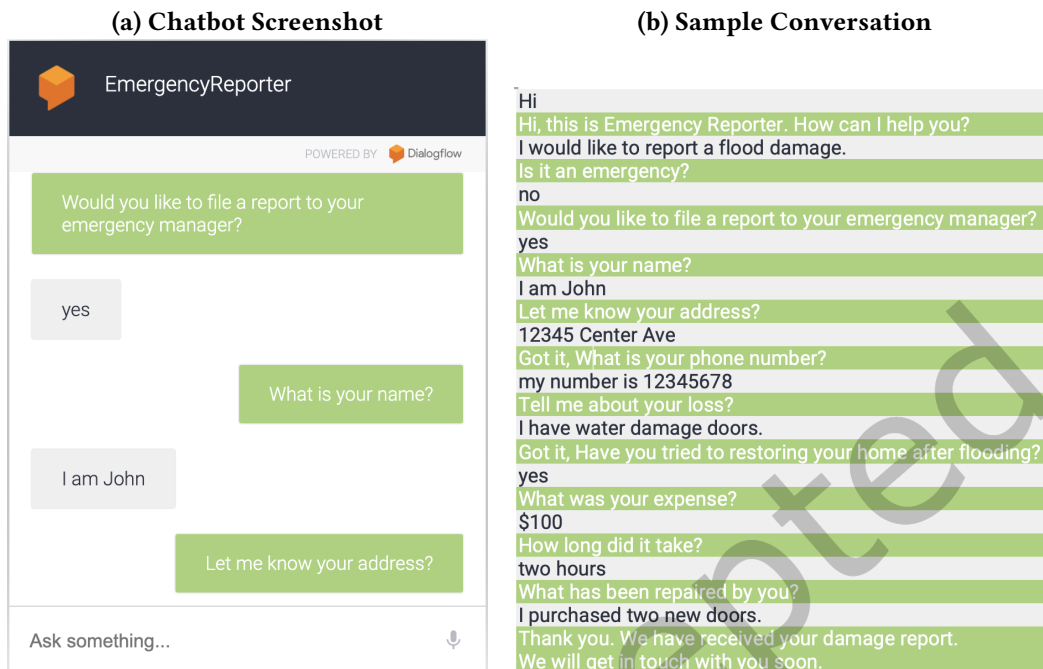 (a) Chatbot Screenshot
EmergencyReporter
POWERED BY Dialogflow
Would you like to file a report to your
emergency manager?
yes
What is your name?
I am John
Let me know your address?
Ask something...
(b) Sample Conversation
Hi
Hi, this is Emergency Reporter. How can I help you?
I would like to report a flood damage.
Is it an emergency?
no
Would you like to file a report to your emergency manager?
yes
What is your name?
I am John
Let me know your address?
12345 Center Ave
Got it, What is your phone number?
my number is 12345678
Tell me about your loss?
I have water damage doors.
Got it, Have you tried to restoring your home after flooding?
yes
What was your expense?
$100
How long did it take?
two hours
What has been repaired by you?
I purchased two new doors.
Thank you. We have received your damage report.
We will get in touch with you soon.
epted